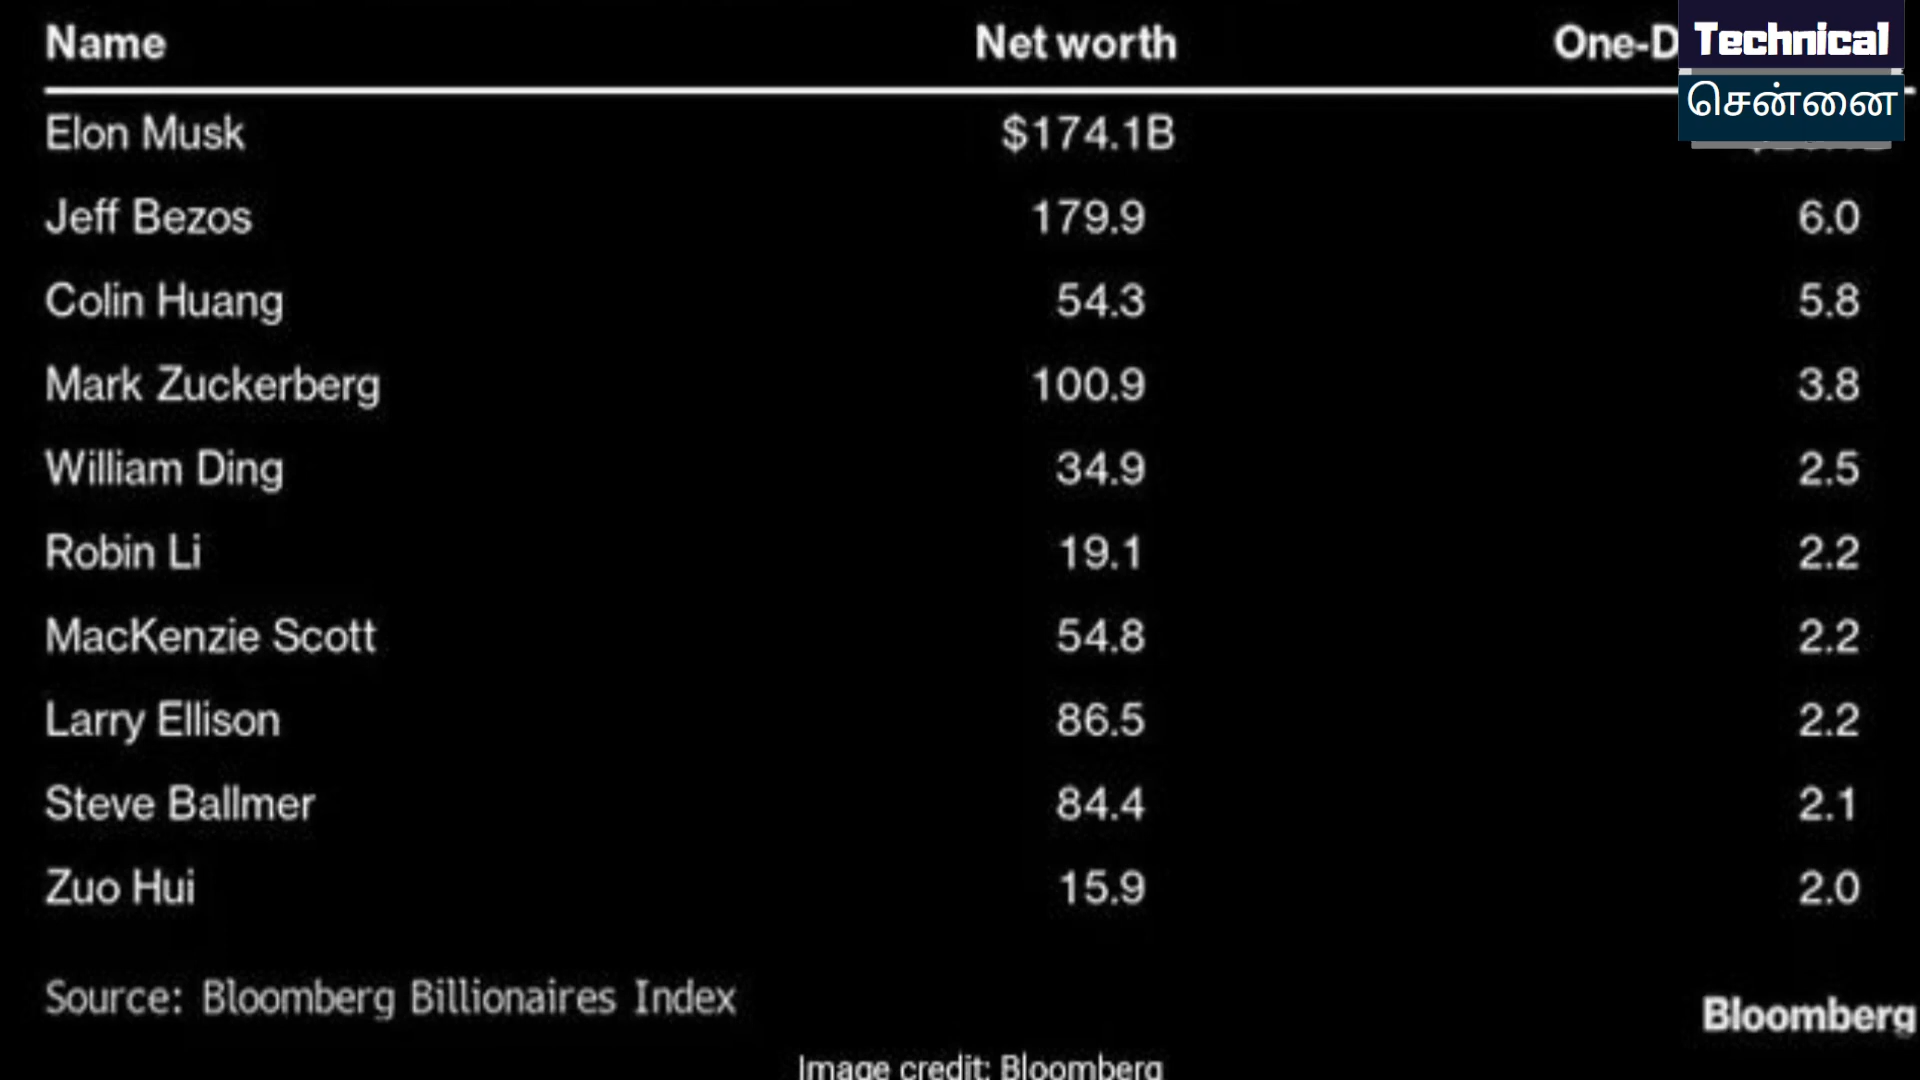 Name Net worth One-D
Technical
சென்னை
Elon Musk $174.1B
Jeff Bezos 179.9 6.0
Colin Huang 54.3 5.8
Mark Zuckerberg 100.9 3.8
William Ding 34.9 2.5
Robin Li 19.1 2.2
MacKenzie Scott 54.8 2.2
Larry Ellison 86.5 2.2
Steve Ballmer 84.4 2.1
Zuo Hui 15.9 2.0
Source: Bloomberg Billionaires Index
Bloomberg
Image credit: Bloomberg